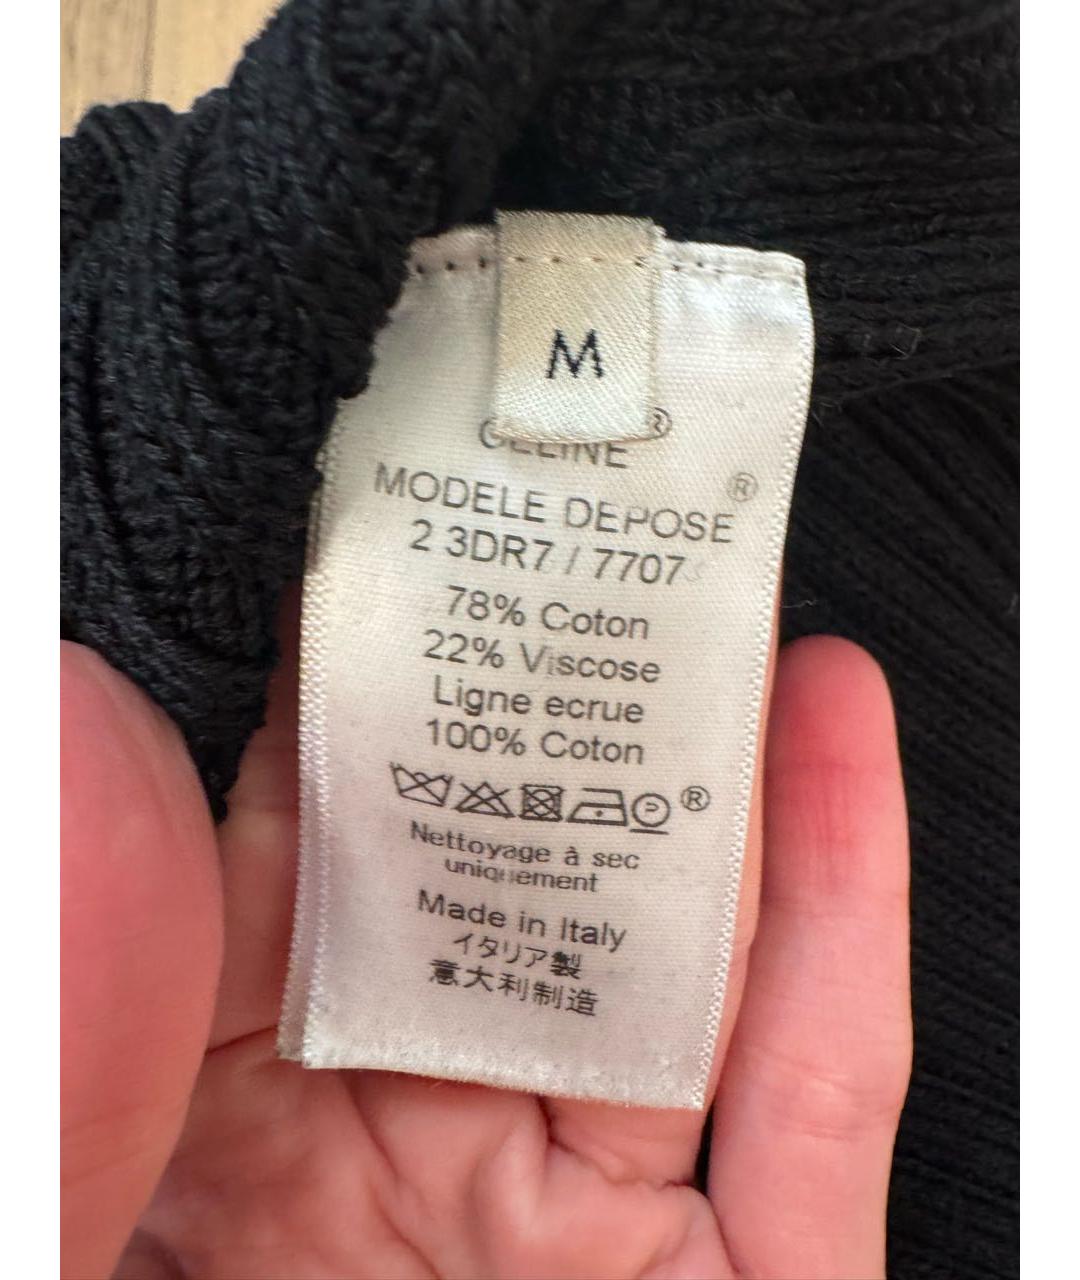 M
CELINE ®
MODELE DEPOSE ®
2 3DR7 / 7707
78% Coton
22% Viscose
Ligne ecrue
100% Coton
P ®
Nettoyage à sec
uniquement
Made in Italy
イタリア製
意大利制造